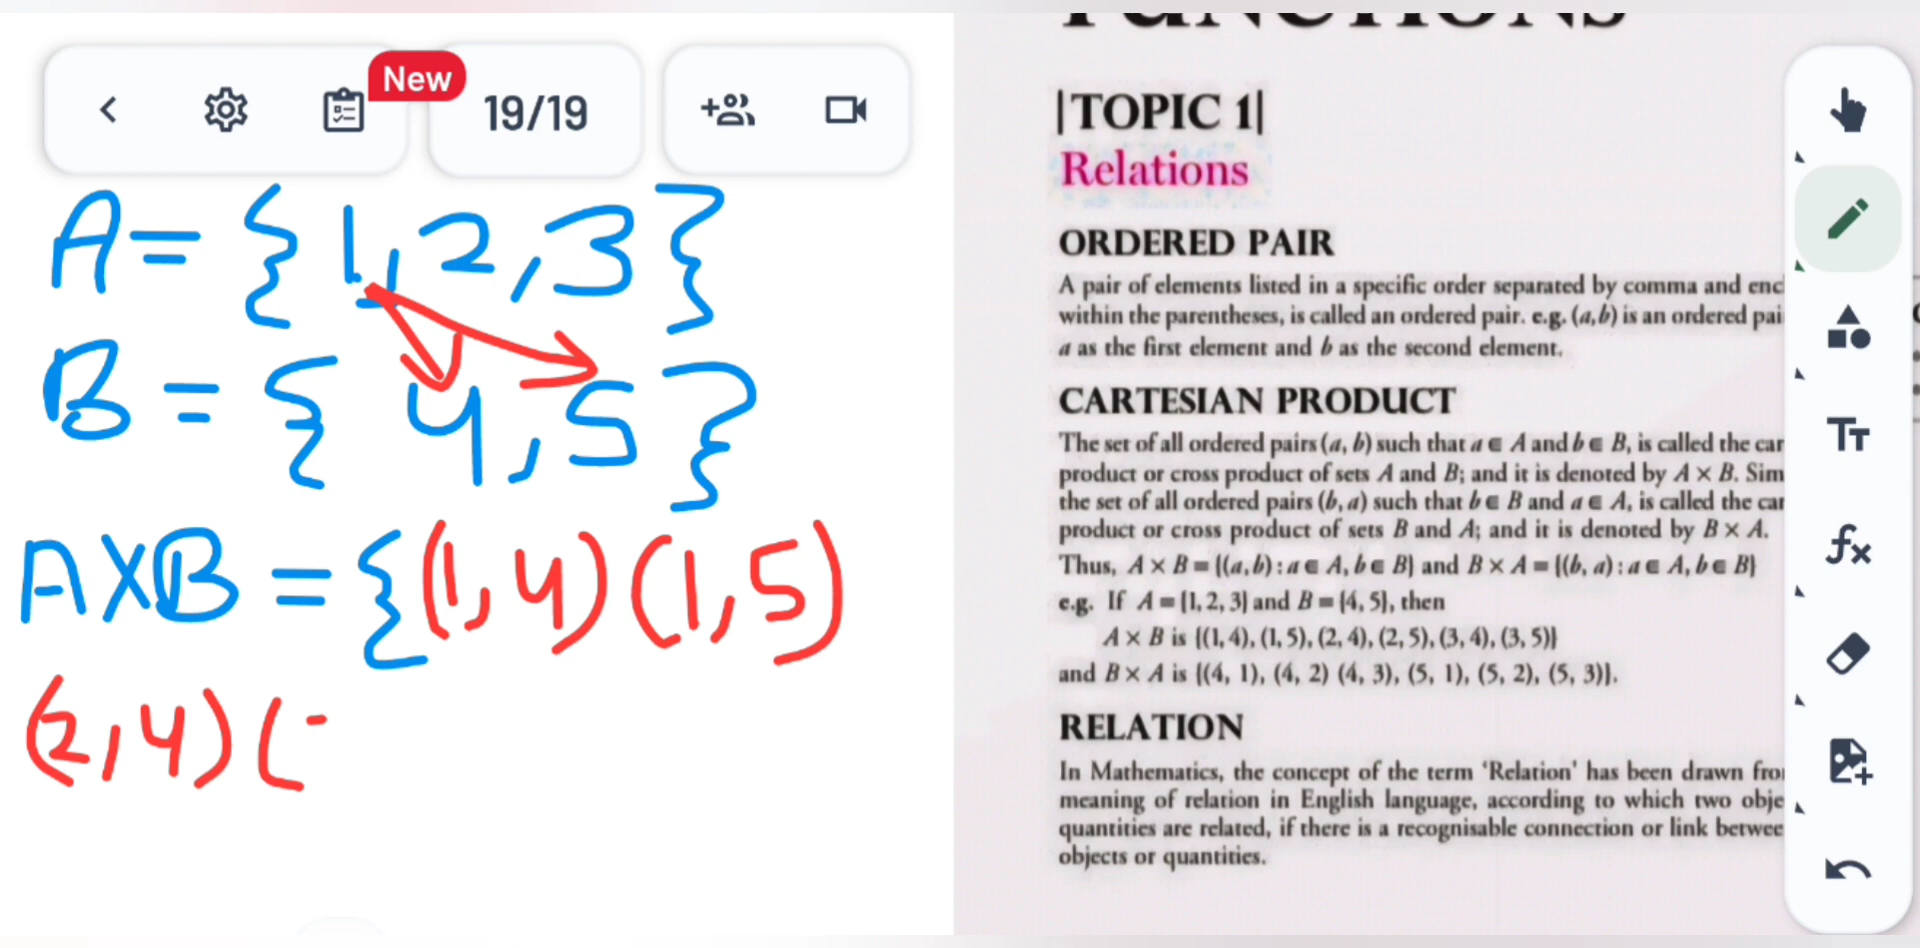 New
19/19
A = { 1, 2, 3 }
B = { 4, 5 }
A X B = { (1, 4) (1, 5)
(2, 4) (
FUNCTIONS
|TOPIC 1|
Relations
ORDERED PAIR
A pair of elements listed in a specific order separated by comma and enc
within the parentheses, is called an ordered pair. e.g. (a, b) is an ordered pai
a as the first element and b as the second element.
CARTESIAN PRODUCT
The set of all ordered pairs (a, b) such that a ∈ A and b ∈ B, is called the car
product or cross product of sets A and B; and it is denoted by A × B. Sim
the set of all ordered pairs (b, a) such that b ∈ B and a ∈ A, is called the car
product or cross product of sets B and A; and it is denoted by B × A.
Thus, A × B = {(a, b) : a ∈ A, b ∈ B} and B × A = {(b, a) : a ∈ A, b ∈ B}
e.g. If A = {1, 2, 3} and B = {4, 5}, then
A × B is {(1, 4), (1, 5), (2, 4), (2, 5), (3, 4), (3, 5)}
and B × A is {(4, 1), (4, 2) (4, 3), (5, 1), (5, 2), (5, 3)}.
RELATION
In Mathematics, the concept of the term 'Relation' has been drawn from
meaning of relation in English language, according to which two obje
quantities are related, if there is a recognisable connection or link betwee
objects or quantities.
TT
fx